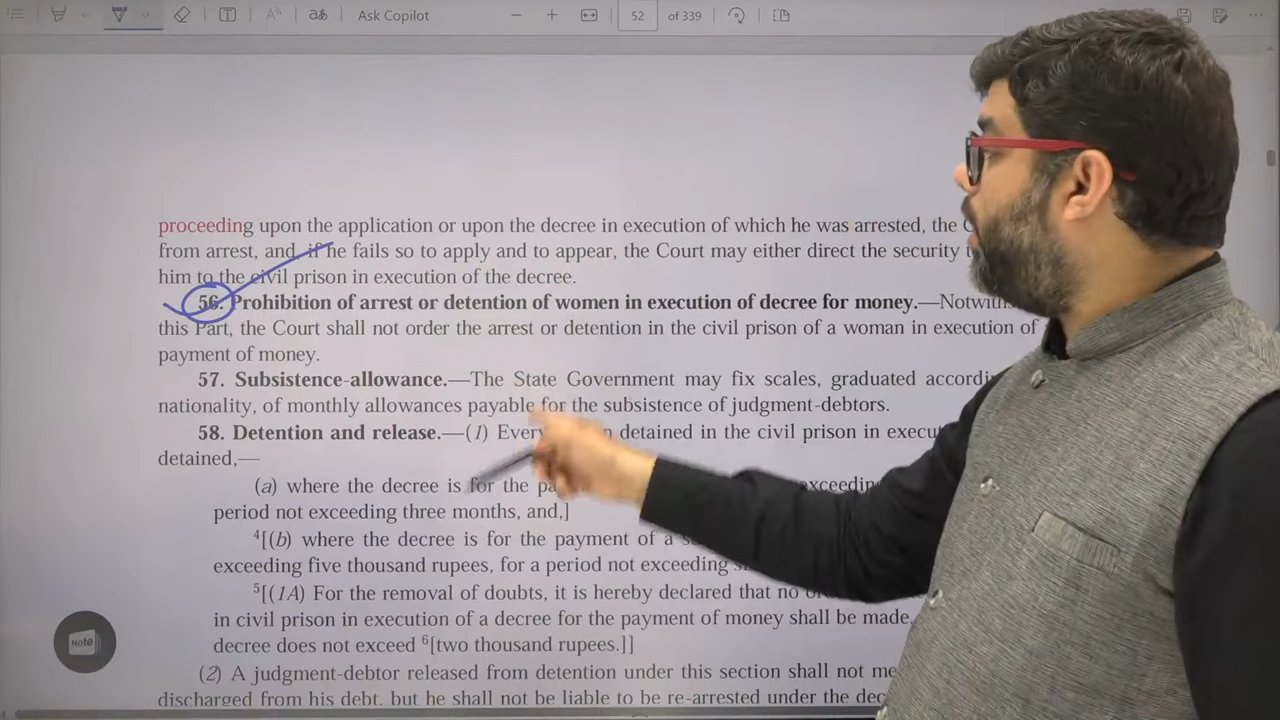 Ask Copilot
52 of 339
proceeding upon the application or upon the decree in execution of which he was arrested, the
from arrest, and, if he fails so to apply and to appear, the Court may either direct the security
him to the civil prison in execution of the decree.
56. Prohibition of arrest or detention of women in execution of decree for money.—
this Part, the Court shall not order the arrest or detention in the civil prison of a woman in execution of
payment of money.
57. Subsistence-allowance.—The State Government may fix scales, graduated
nationality, of monthly allowances payable for the subsistence of judgment-debtors.
58. Detention and release.—(1) detained in the civil prison in
detained,—
(a) where the decree is for the
period not exceeding three months, and,]
4[(b) where the decree is for the payment of a
exceeding five thousand rupees, for a period not exceeding
5[(1A) For the removal of doubts, it is hereby declared that no
in civil prison in execution of a decree for the payment of money shall be made,
decree does not exceed 6[two thousand rupees.]]
(2) A judgment-debtor released from detention under this section shall not
discharged from his debt, but he shall not be liable to be re-arrested under the
Note